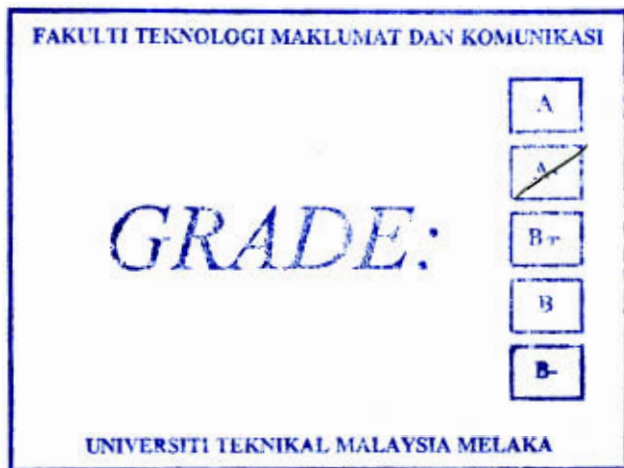 FAKULTI TEKNOLOGI MAKLUMAT DAN KOMUNIKASI
A
A-
GRADE:
B+
B
B-
UNIVERSITI TEKNIKAL MALAYSIA MELAKA